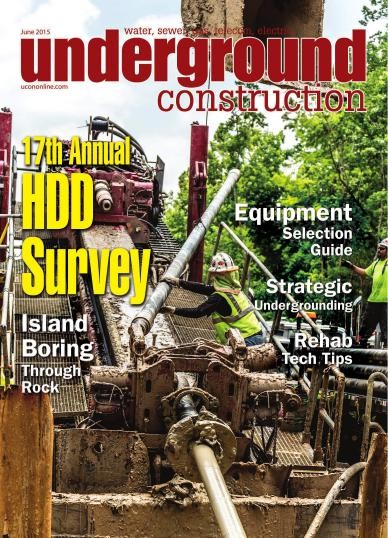 June 2015
water, sewer, gas, telecom, electric
underground
uconline.com
construction
17th Annual
HDD
Survey
Equipment
Selection
Guide
Strategic
Undergrounding
Island
Boring
Through
Rock
Rehab
Tech Tips